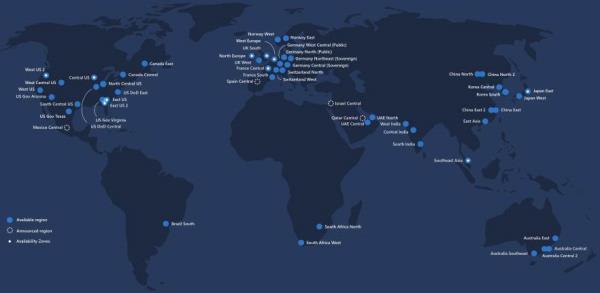 Norway West
Norway East
West Europe
Germany West Central (Public)
UK South
Germany North (Public)
North Europe
Germany Northeast (Sovereign)
UK West
Germany Central (Sovereign)
France Central
Switzerland North
France South
Switzerland West
Spain Central
Canada East
West US 2
Canada Central
Central US
West Central US
North Central US
West US
US DoD East
US Gov Arizona
East US
South Central US
East US 2
US Gov Texas
US Gov Virginia
US DoD Central
Mexico Central
Israel Central
Qatar Central
UAE North
UAE Central
West India
Central India
South India
China North
China North 2
Korea Central
Korea South
Japan East
Japan West
China East 2
China East
East Asia
Southeast Asia
Brazil South
South Africa North
South Africa West
Australia East
Australia Central
Australia Southeast
Australia Central 2
Available region
Announced region
Availability Zones